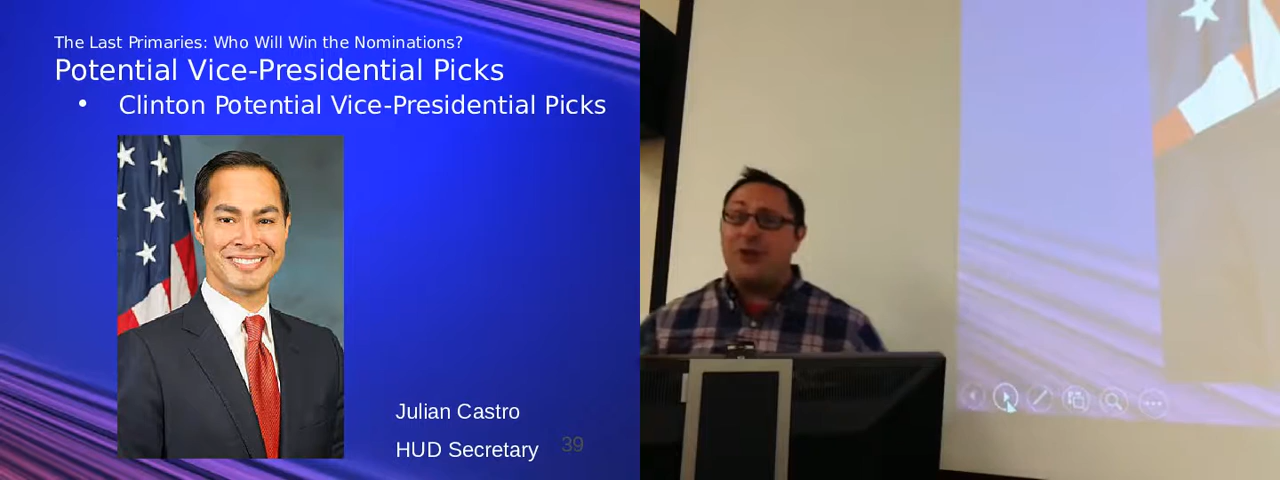 The Last Primaries: Who Will Win the Nominations?
Potential Vice-Presidential Picks
• Clinton Potential Vice-Presidential Picks
Julian Castro
HUD Secretary
39